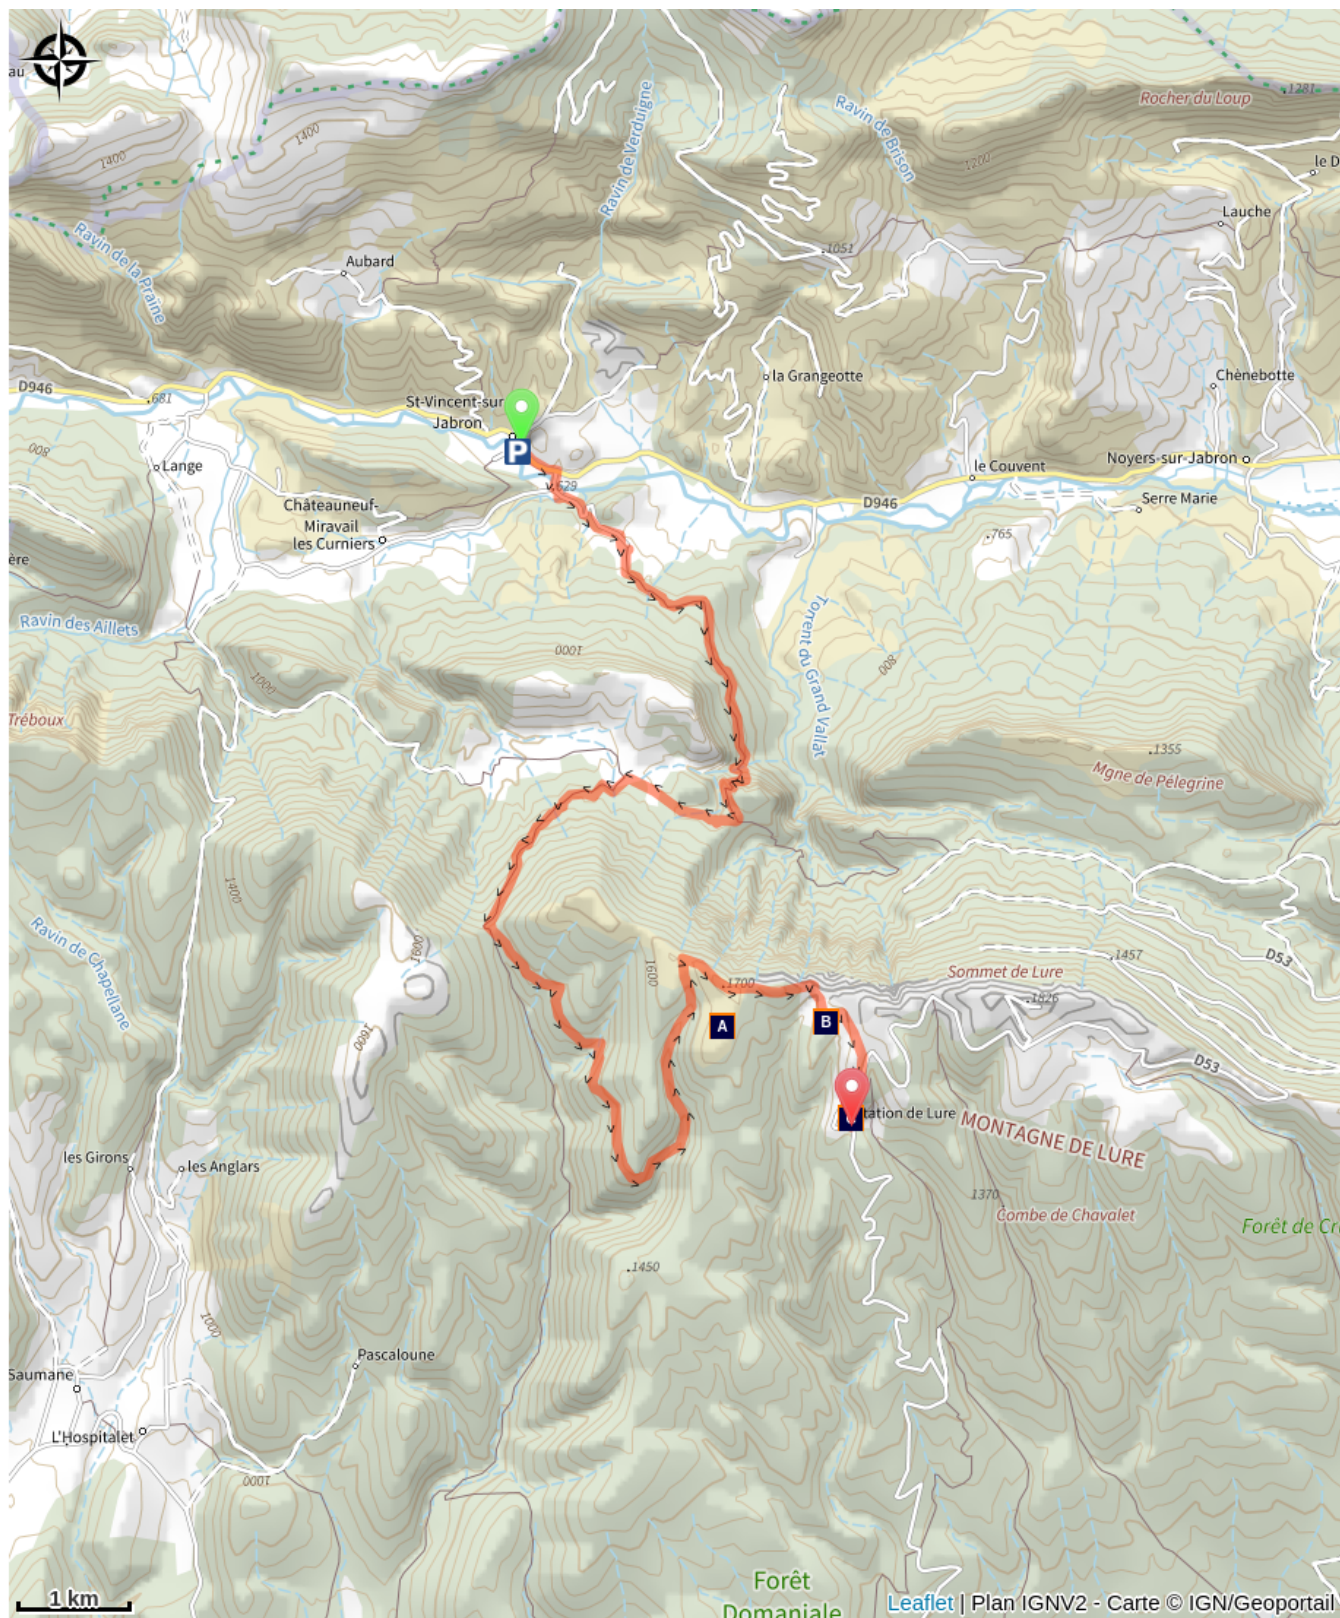 au
1400
1400
Ravin de Verduigne
Ravin de Brison
Rocher du Loup
.1281
1200
le D
Lauche
Ravin de la Praine
Aubard
.1051
D946
.681
St-Vincent-sur-
Jabron
la Grangeotte
Chènebotte
P
800
Lange
.629
le Couvent
Noyers-sur-Jabron
Châteauneuf-
Miravail
les Curniers
D946
Serre Marie
ère
.765
Ravin des Aillets
1000
Torrent du Grand Vallat
800
1000
Tréboux
.1355
Mgne de Pélegrine
1400
Ravin de Chapellane
1600
1600
.1700
Sommet de Lure
.1457
D53
.1826
A
B
1600
D53
tation de Lure
MONTAGNE DE LURE
les Girons
les Anglars
1370
Combe de Chavalet
Forêt de Cr
.1450
1000
Pascaloune
Saumane
L'Hospitalet
1000
Forêt
Domaniale
1 km
Leaflet | Plan IGNV2 - Carte © IGN/Geoportail